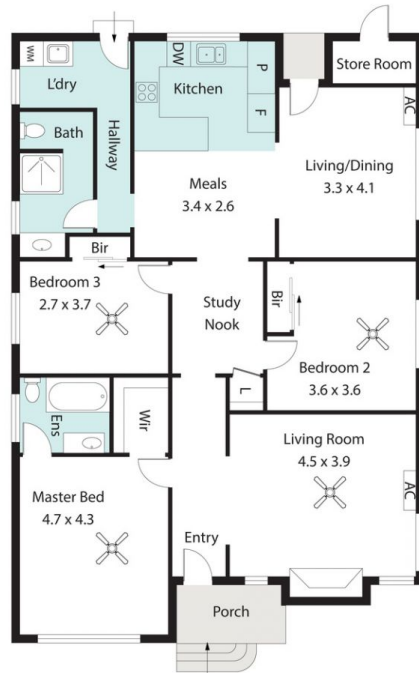 WM
L'dry
DW
P
Kitchen
F
Store Room
AC
Bath
Hallway
Meals
3.4 x 2.6
Living/Dining
3.3 x 4.1
Bir
Bedroom 3
2.7 x 3.7
Study
Nook
Bir
Bedroom 2
3.6 x 3.6
L
Ens
Wir
Living Room
4.5 x 3.9
AC
Master Bed
4.7 x 4.3
Entry
Porch